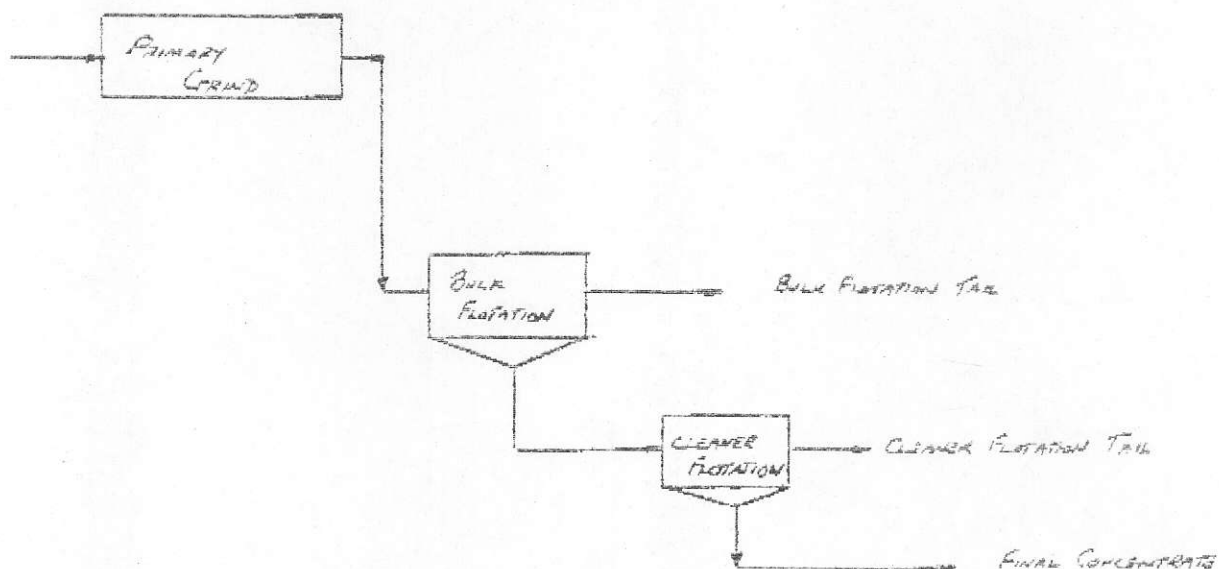 PRIMARY
GRIND
BULK
FLOTATION
BULK FLOTATION TAIL
CLEANER
FLOTATION
CLEANER FLOTATION TAIL
FINAL CONCENTRATE